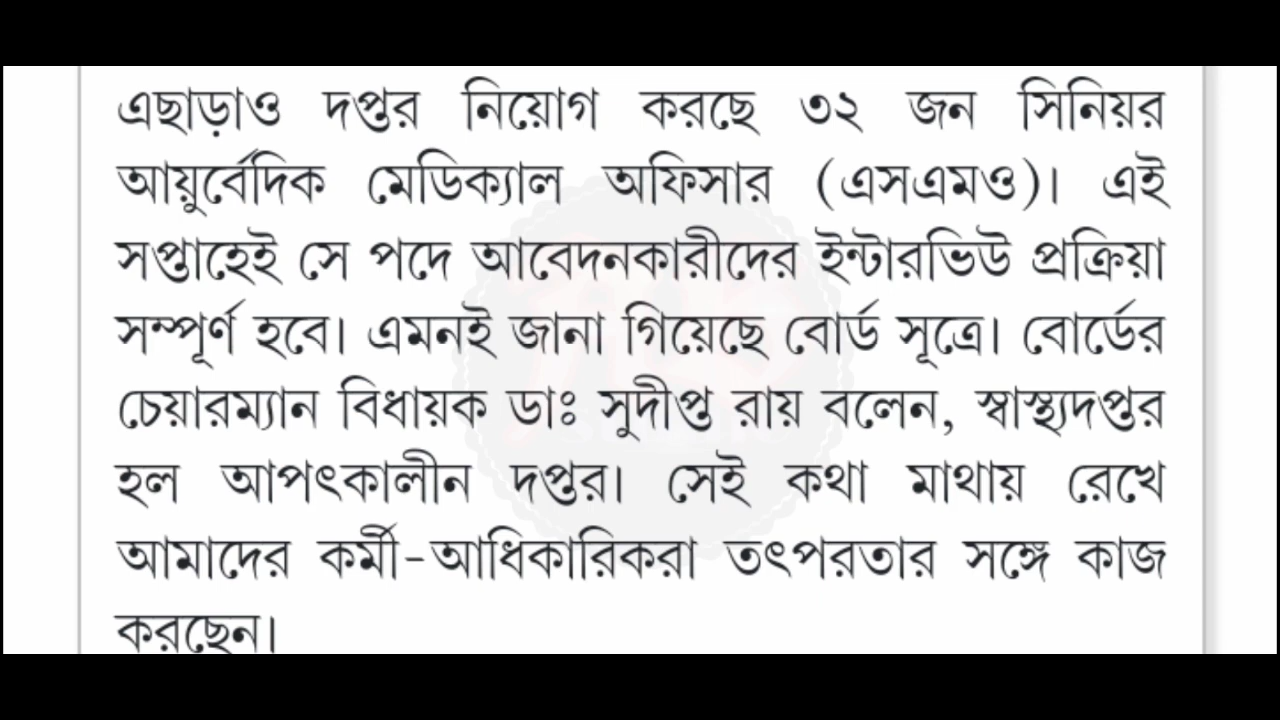 এছাড়াও দপ্তর নিয়োগ করছে ৩২ জন সিনিয়র
আয়ুর্বেদিক মেডিক্যাল অফিসার (এসএমও)। এই
সপ্তাহেই সে পদে আবেদনকারীদের ইন্টারভিউ প্রক্রিয়া
সম্পূর্ণ হবে। এমনই জানা গিয়েছে বোর্ড সূত্রে। বোর্ডের
চেয়ারম্যান বিধায়ক ডাঃ সুদীপ্ত রায় বলেন, স্বাস্থ্যদপ্তর
হল আপৎকালীন দপ্তর। সেই কথা মাথায় রেখে
আমাদের কর্মী-আধিকারিকরা তৎপরতার সঙ্গে কাজ
করছেন।